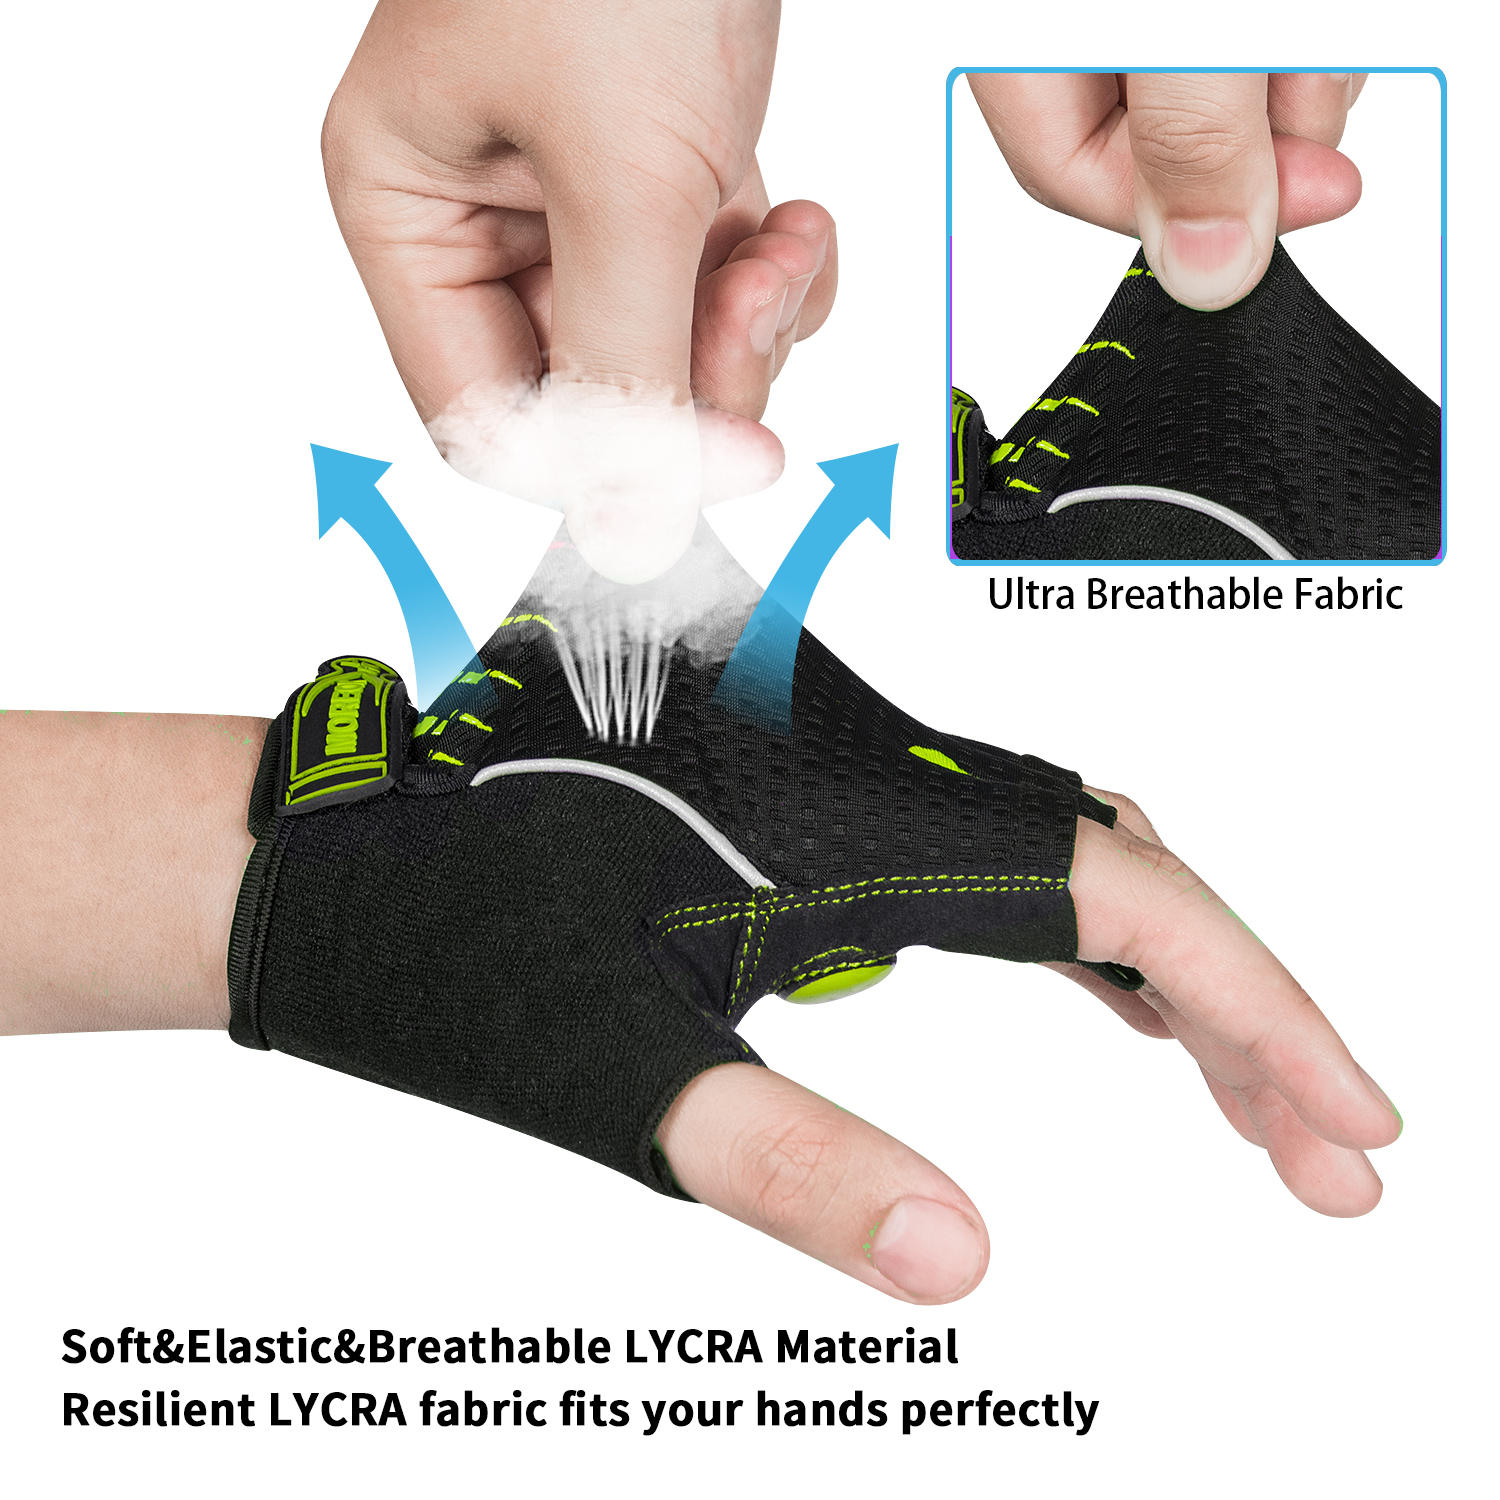 Ultra Breathable Fabric
Soft&Elastic&Breathable LYCRA Material
Resilient LYCRA fabric fits your hands perfectly